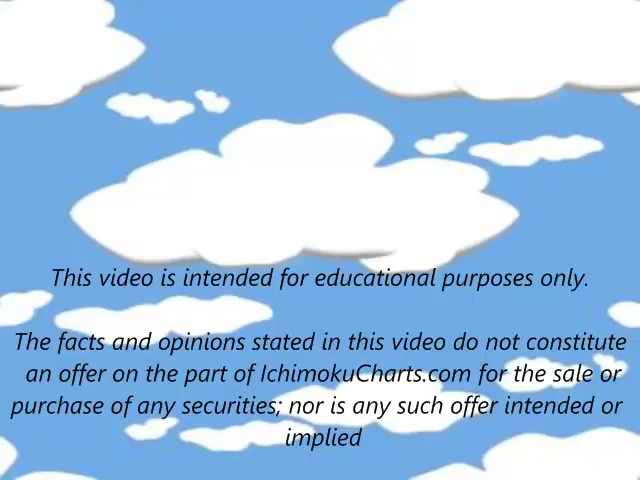 This video is intended for educational purposes only.
The facts and opinions stated in this video do not constitute
an offer on the part of IchimokuCharts.com for the sale or
purchase of any securities; nor is any such offer intended or
implied